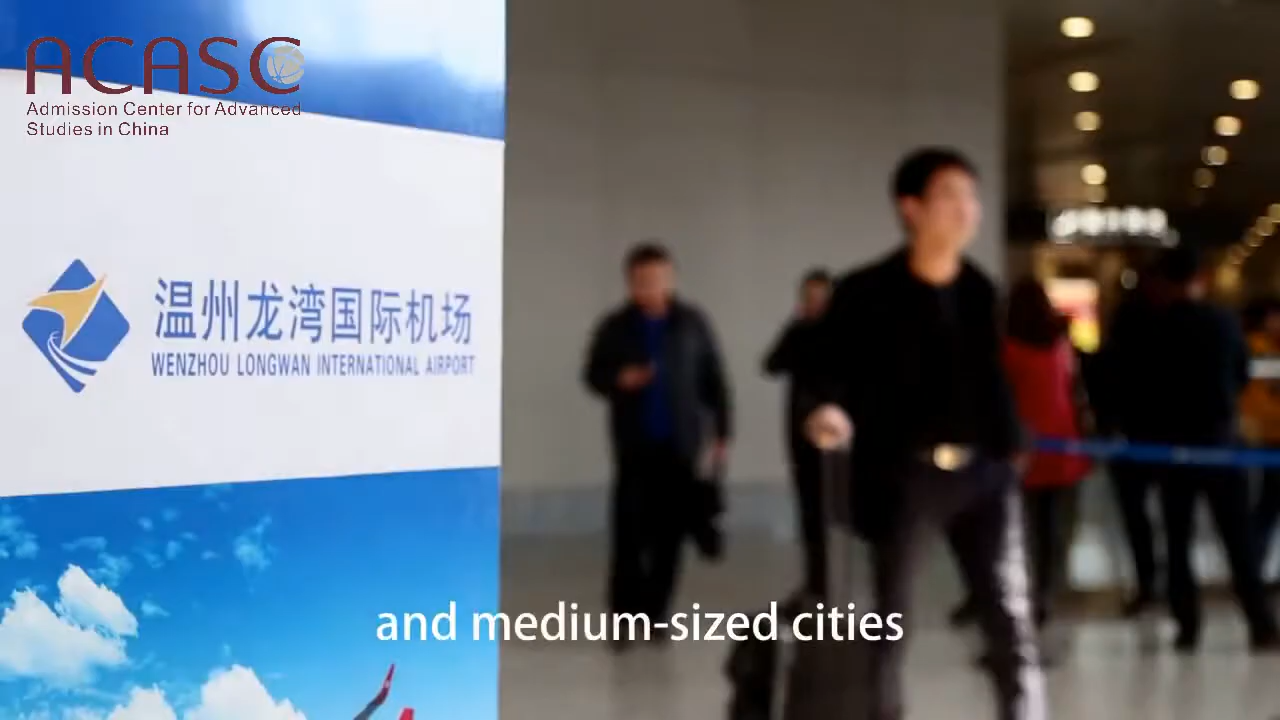 ACASC
Admission Center for Advanced
Studies in China
温州龙湾国际机场
WENZHOU LONGWAN INTERNATIONAL AIRPORT
and medium-sized cities